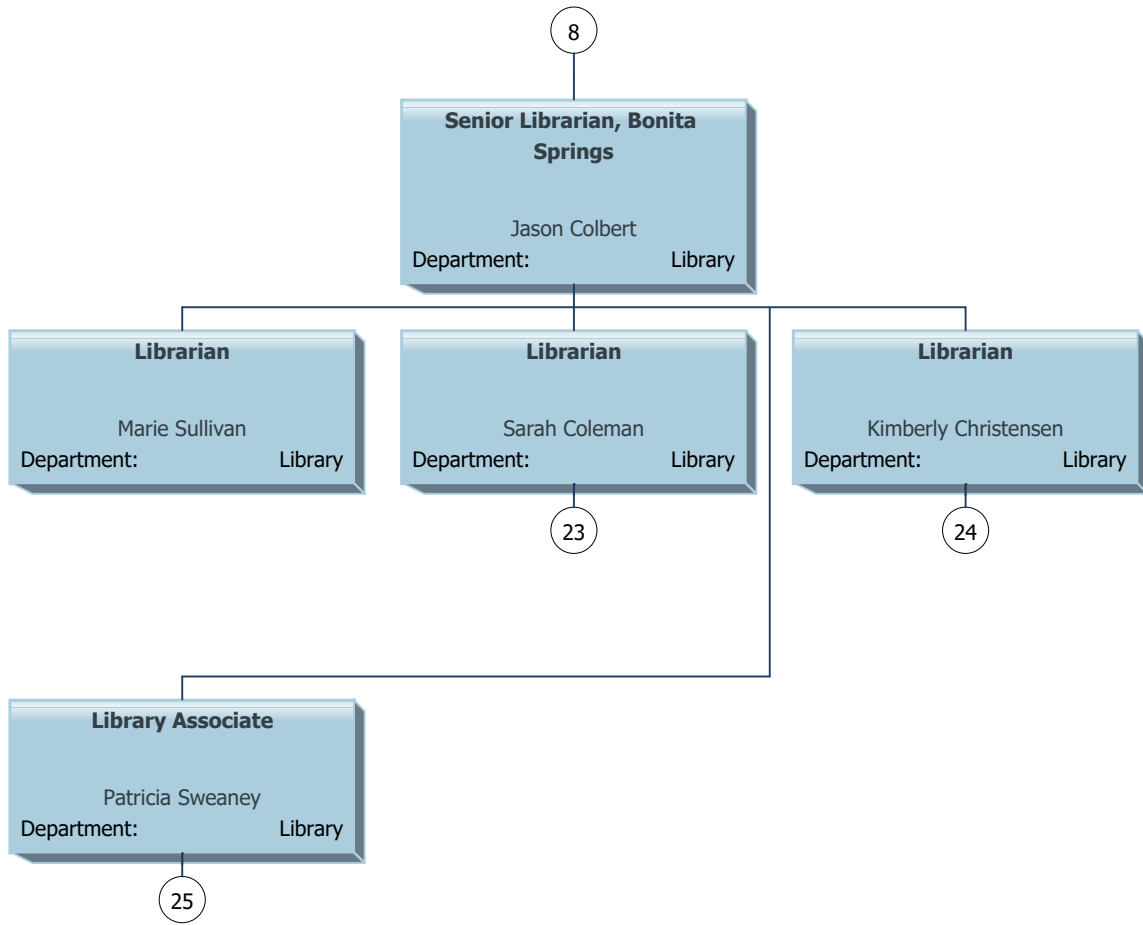 8
Senior Librarian, Bonita
Springs
Jason Colbert
Department: Library
Librarian
Marie Sullivan
Department: Library
Librarian
Sarah Coleman
Department: Library
23
Librarian
Kimberly Christensen
Department: Library
24
Library Associate
Patricia Sweaney
Department: Library
25